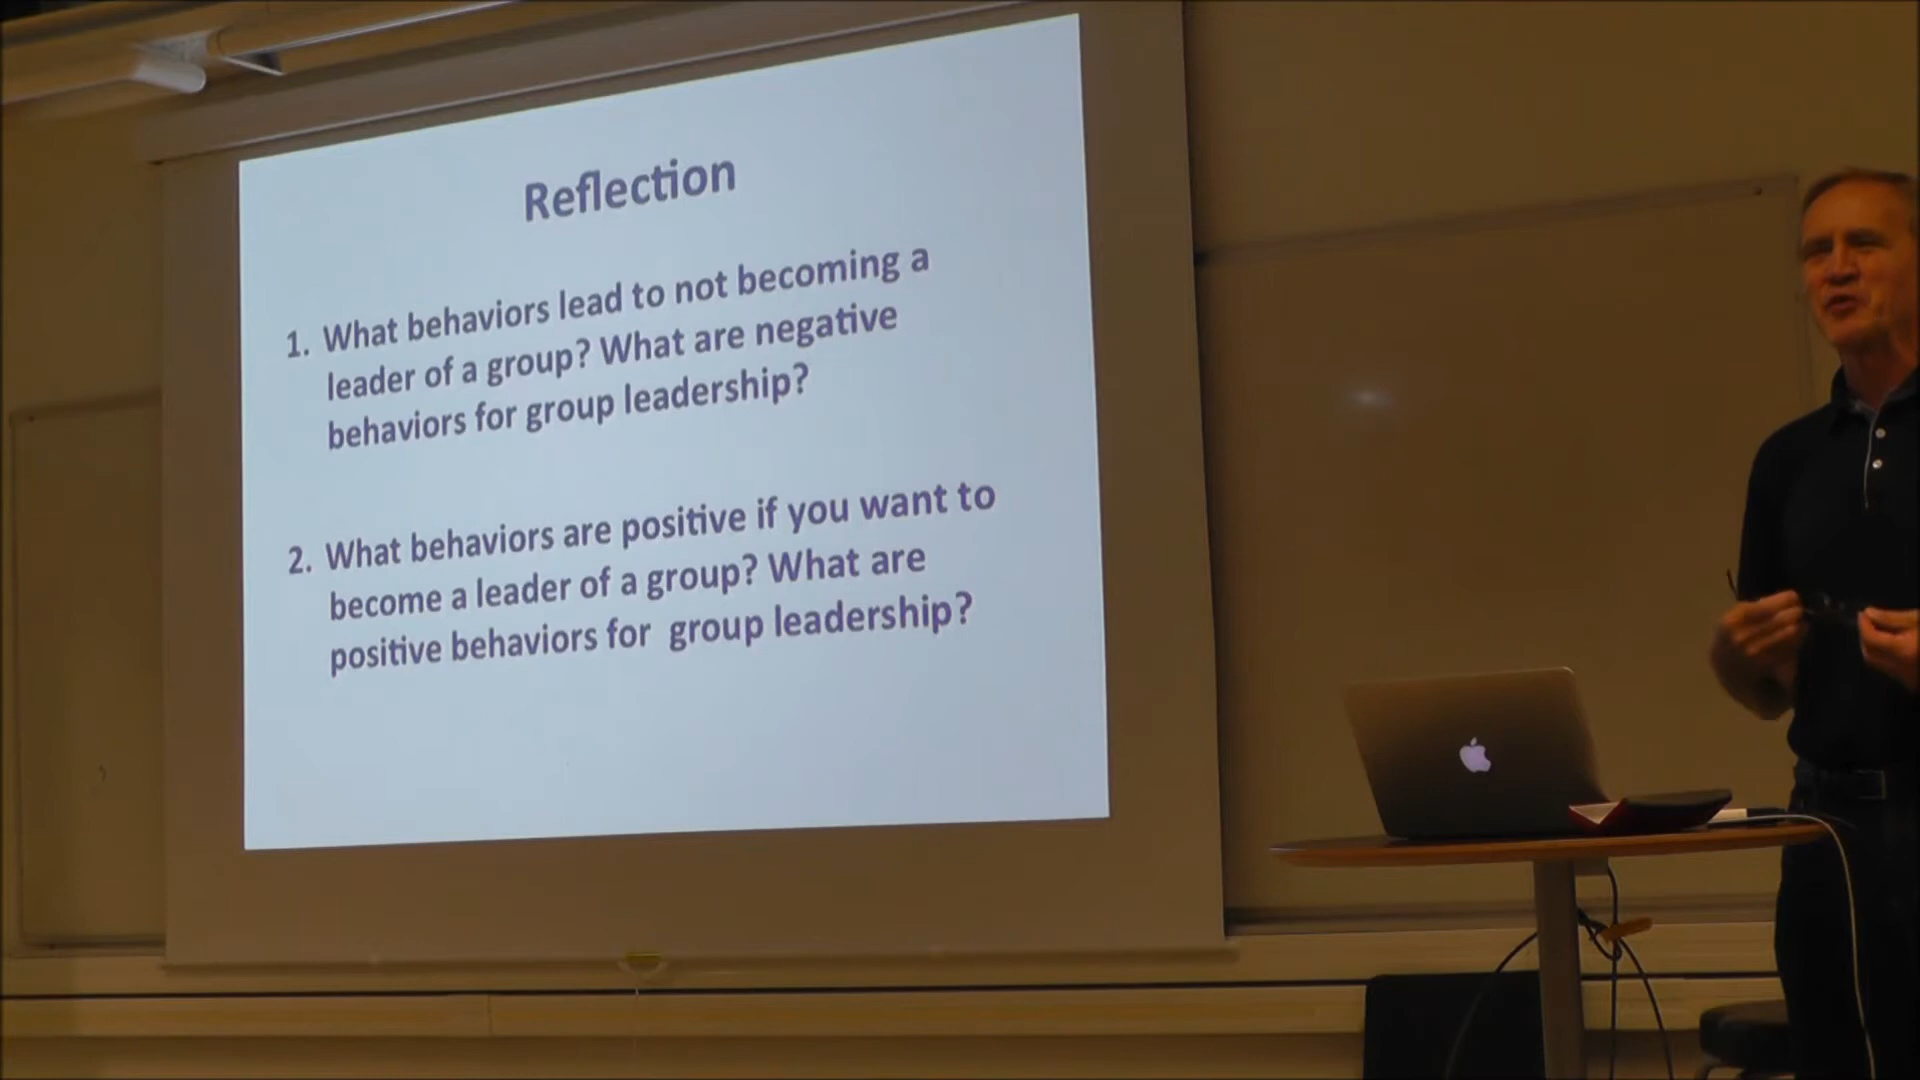 Reflection
1. What behaviors lead to not becoming a
leader of a group? What are negative
behaviors for group leadership?
2. What behaviors are positive if you want to
become a leader of a group? What are
positive behaviors for group leadership?